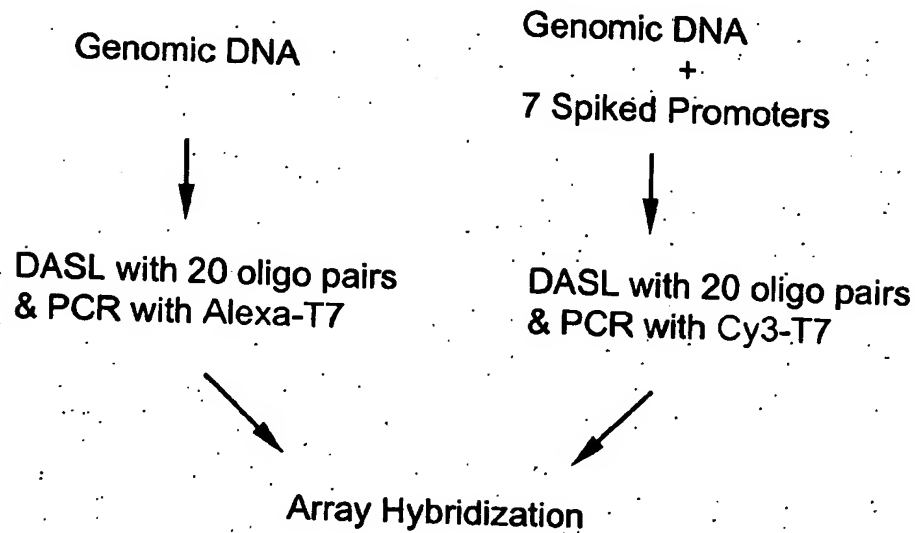 Genomic DNA
Genomic DNA
+
7 Spiked Promoters
DASL with 20 oligo pairs
& PCR with Alexa-T7
DASL with 20 oligo pairs
& PCR with Cy3-T7
Array Hybridization